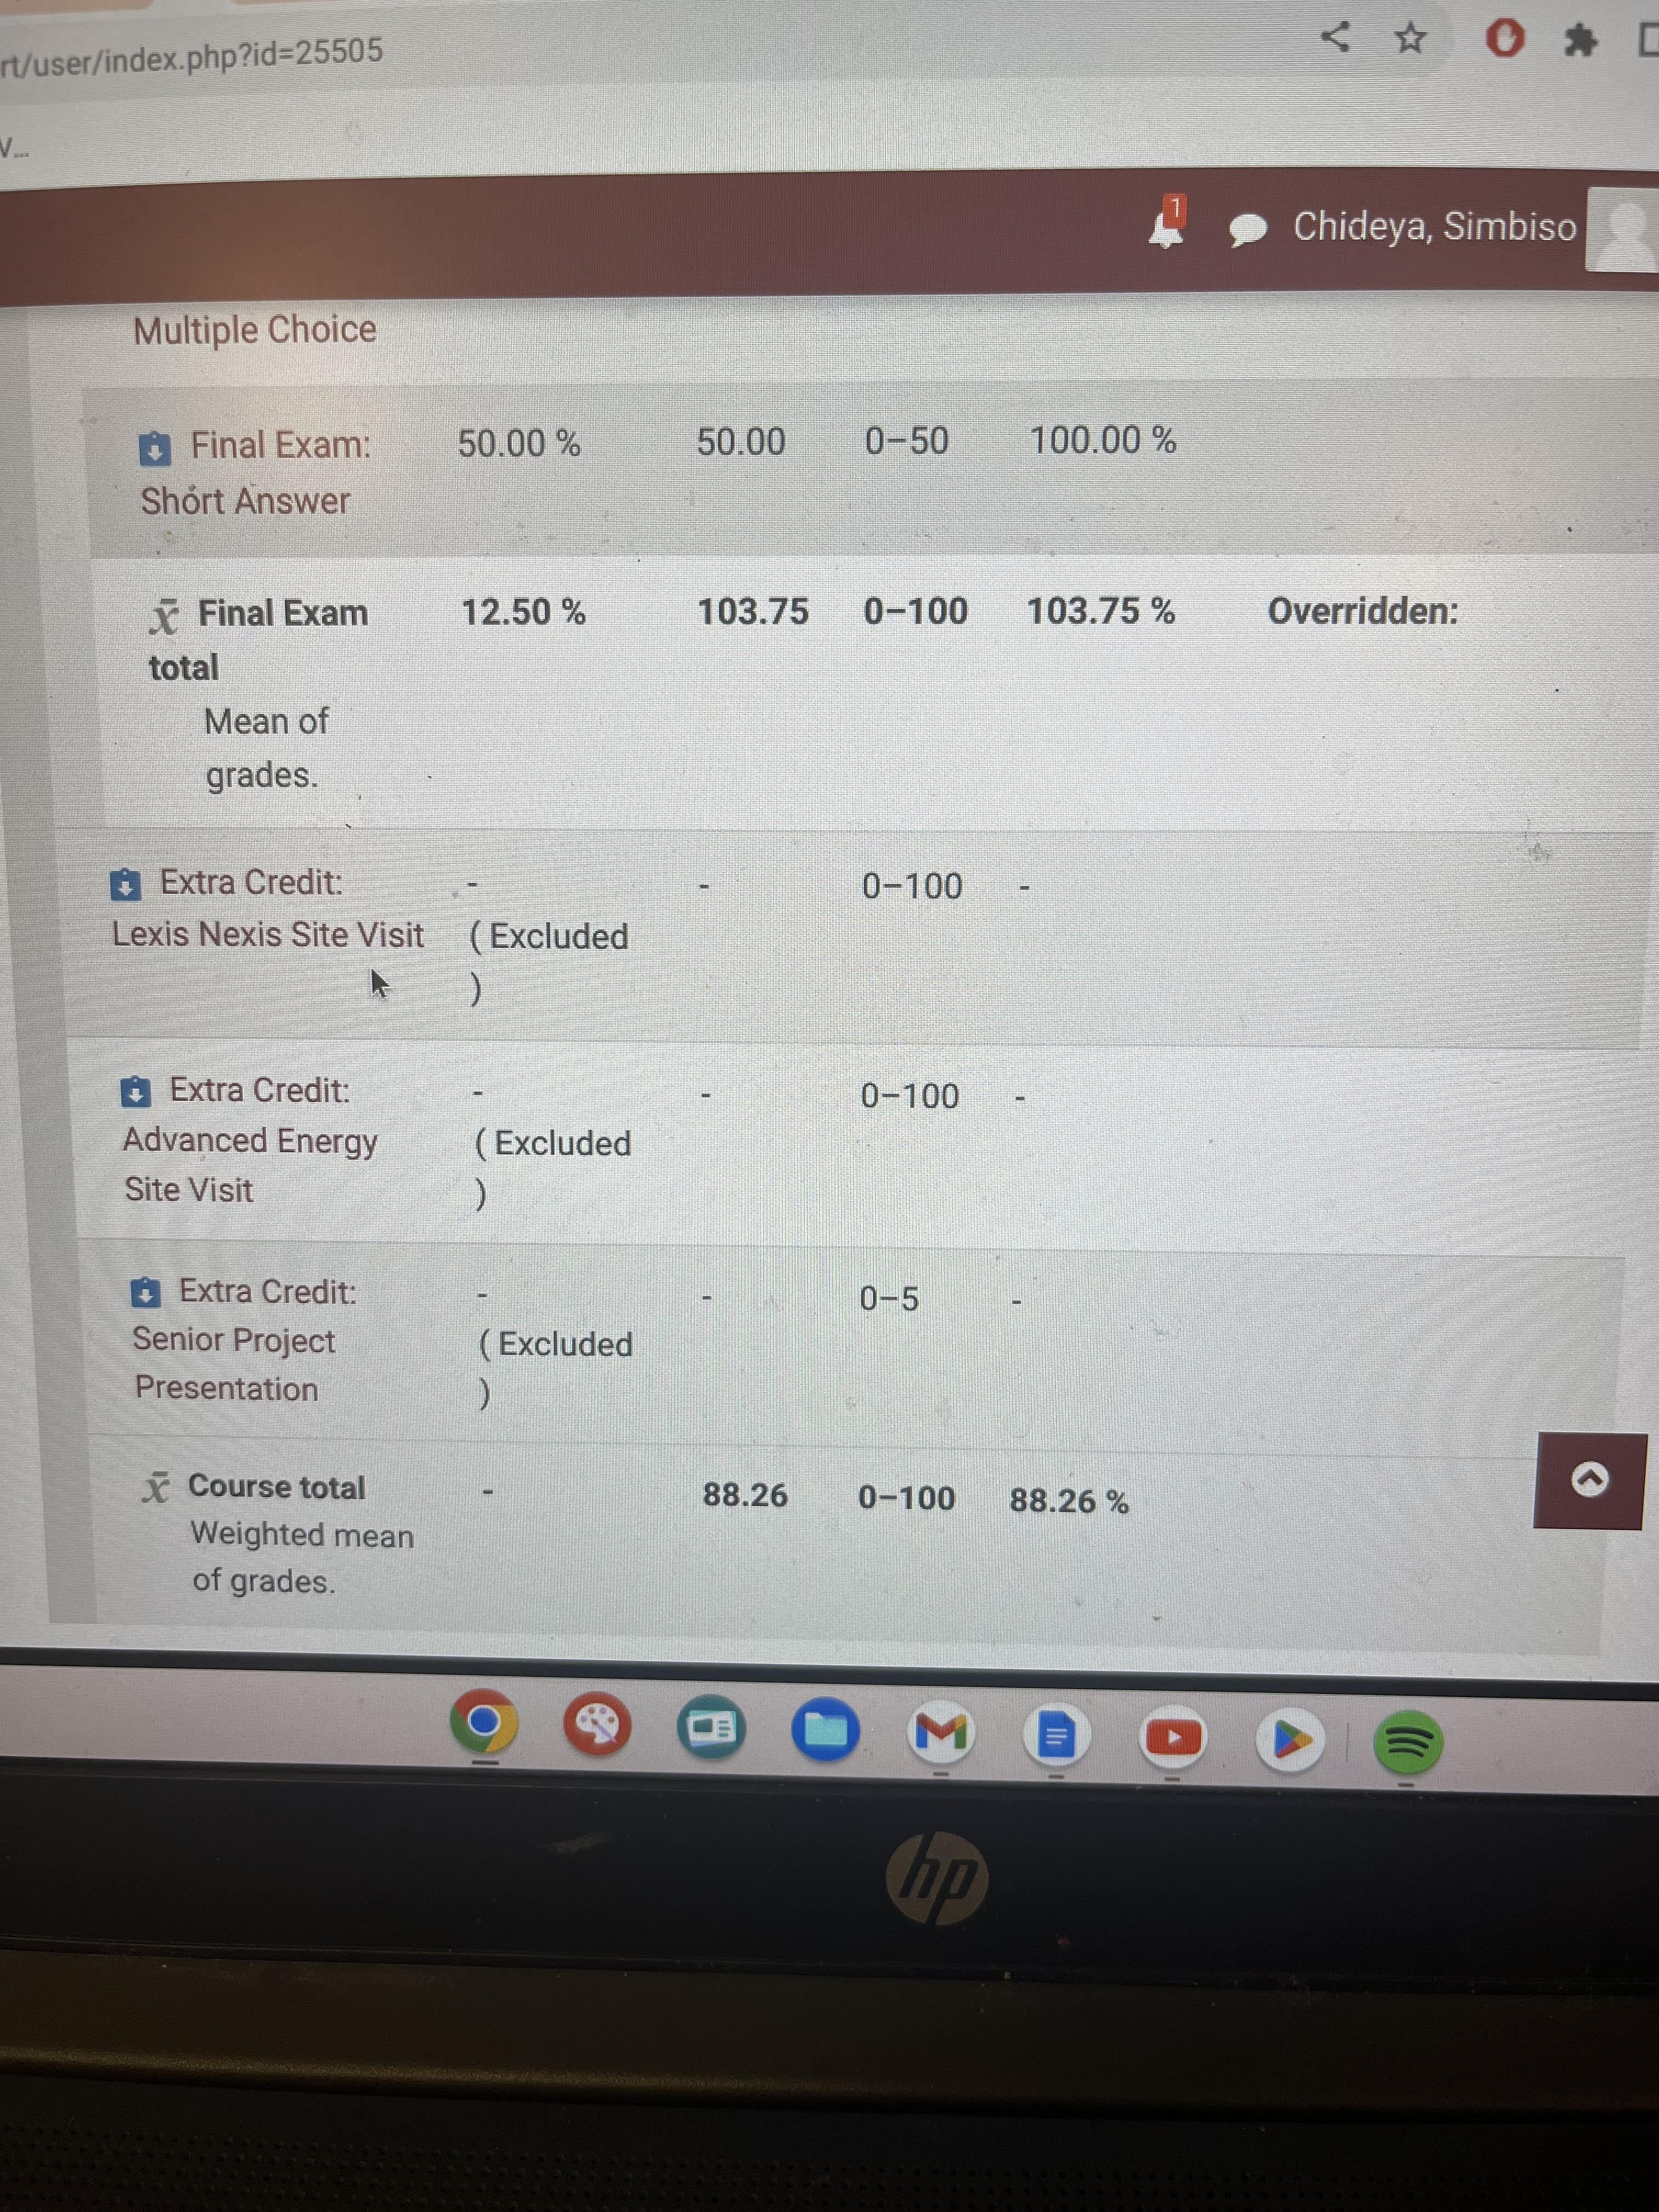 rt/user/index.php?id=25505
V...
1
Chideya, Simbiso
Multiple Choice
Final Exam: 50.00 % 50.00 0–50 100.00 %
Short Answer
x̄ Final Exam 12.50 % 103.75 0–100 103.75 % Overridden:
total
Mean of
grades.
Extra Credit: - - 0–100 -
Lexis Nexis Site Visit ( Excluded
)
Extra Credit: - - 0–100 -
Advanced Energy ( Excluded
Site Visit )
Extra Credit: - - 0–5 -
Senior Project ( Excluded
Presentation )
x̄ Course total - 88.26 0–100 88.26 %
Weighted mean
of grades.
hp